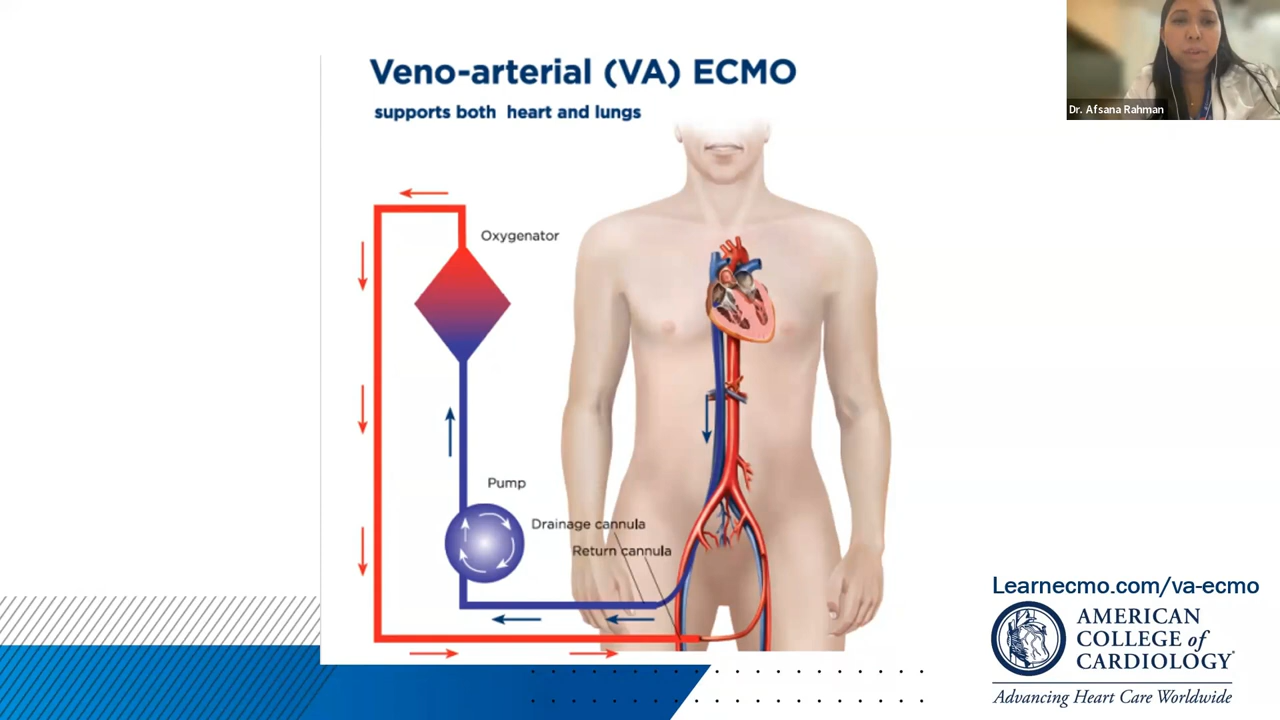 Veno-arterial (VA) ECMO
supports both heart and lungs
Dr. Afsana Rahman
Oxygenator
Pump
Drainage cannula
Return cannula
Learnecmo.com/va-ecmo
AMERICAN
COLLEGE of
CARDIOLOGY®
Advancing Heart Care Worldwide